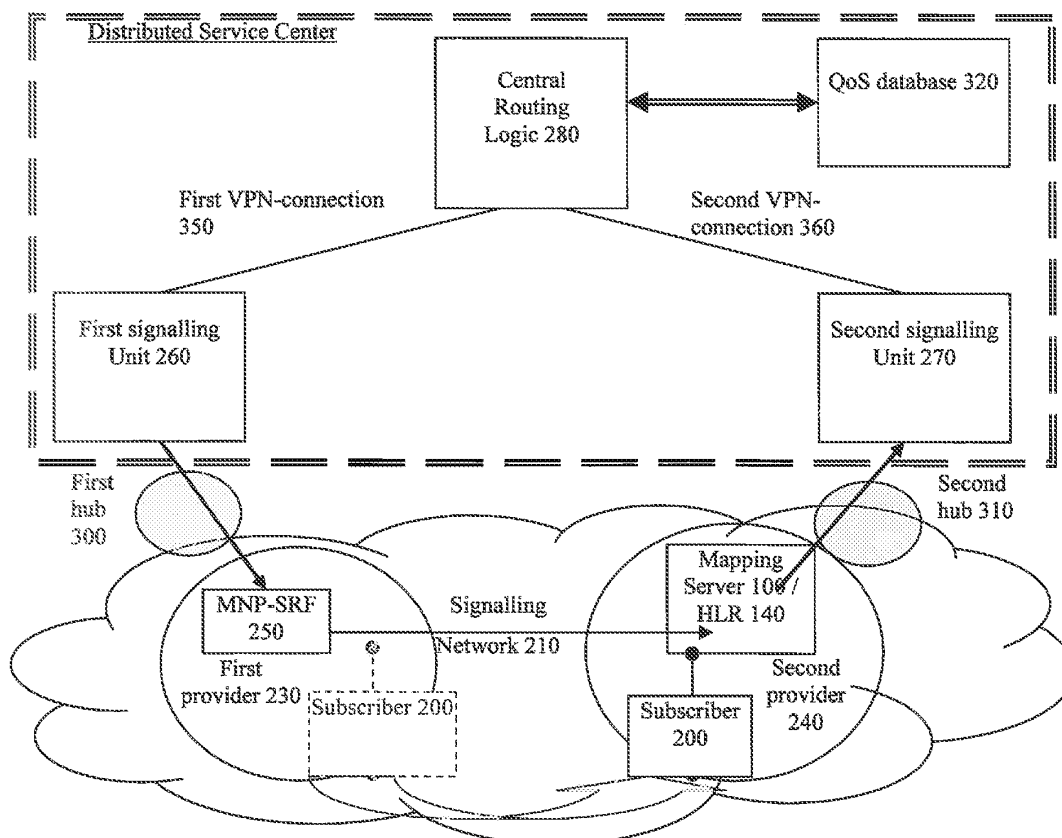 Distributed Service Center
Central
Routing
Logic 280
QoS database 320
First VPN-connection
350
Second VPN-
connection 360
First signalling
Unit 260
Second signalling
Unit 270
First
hub
300
Second
hub 310
MNP-SRF
250
Signalling
Network 210
Mapping
Server 100 /
HLR 140
First
provider 230
Second
provider
240
Subscriber 200
Subscriber
200